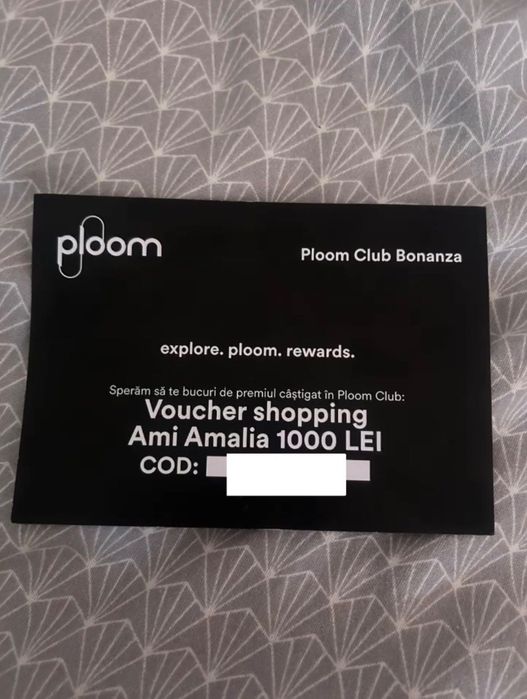 ploom
Ploom Club Bonanza
explore. ploom. rewards.
Sperăm să te bucuri de premiul câștigat în Ploom Club:
Voucher shopping
Ami Amalia 1000 LEI
COD: